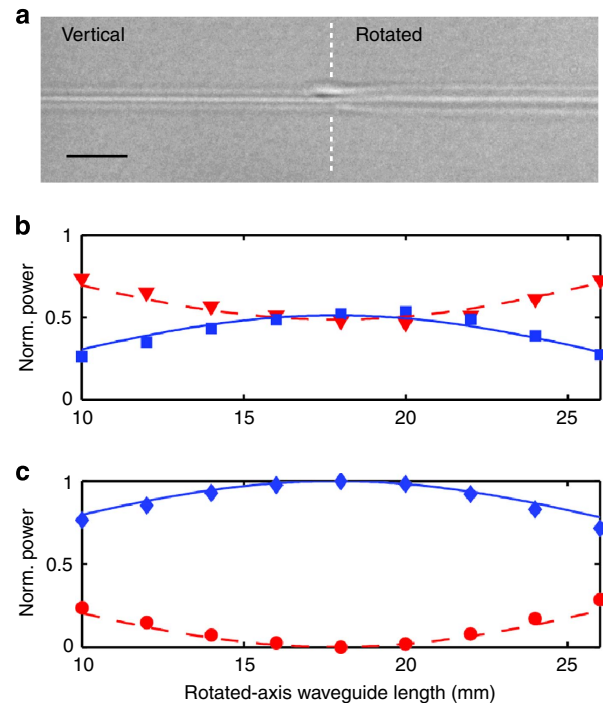 a
Vertical Rotated
b
1
0.5
0
Norm. power
10 15 20 25
c
1
0.5
0
Norm. power
10 15 20 25
Rotated-axis waveguide length (mm)